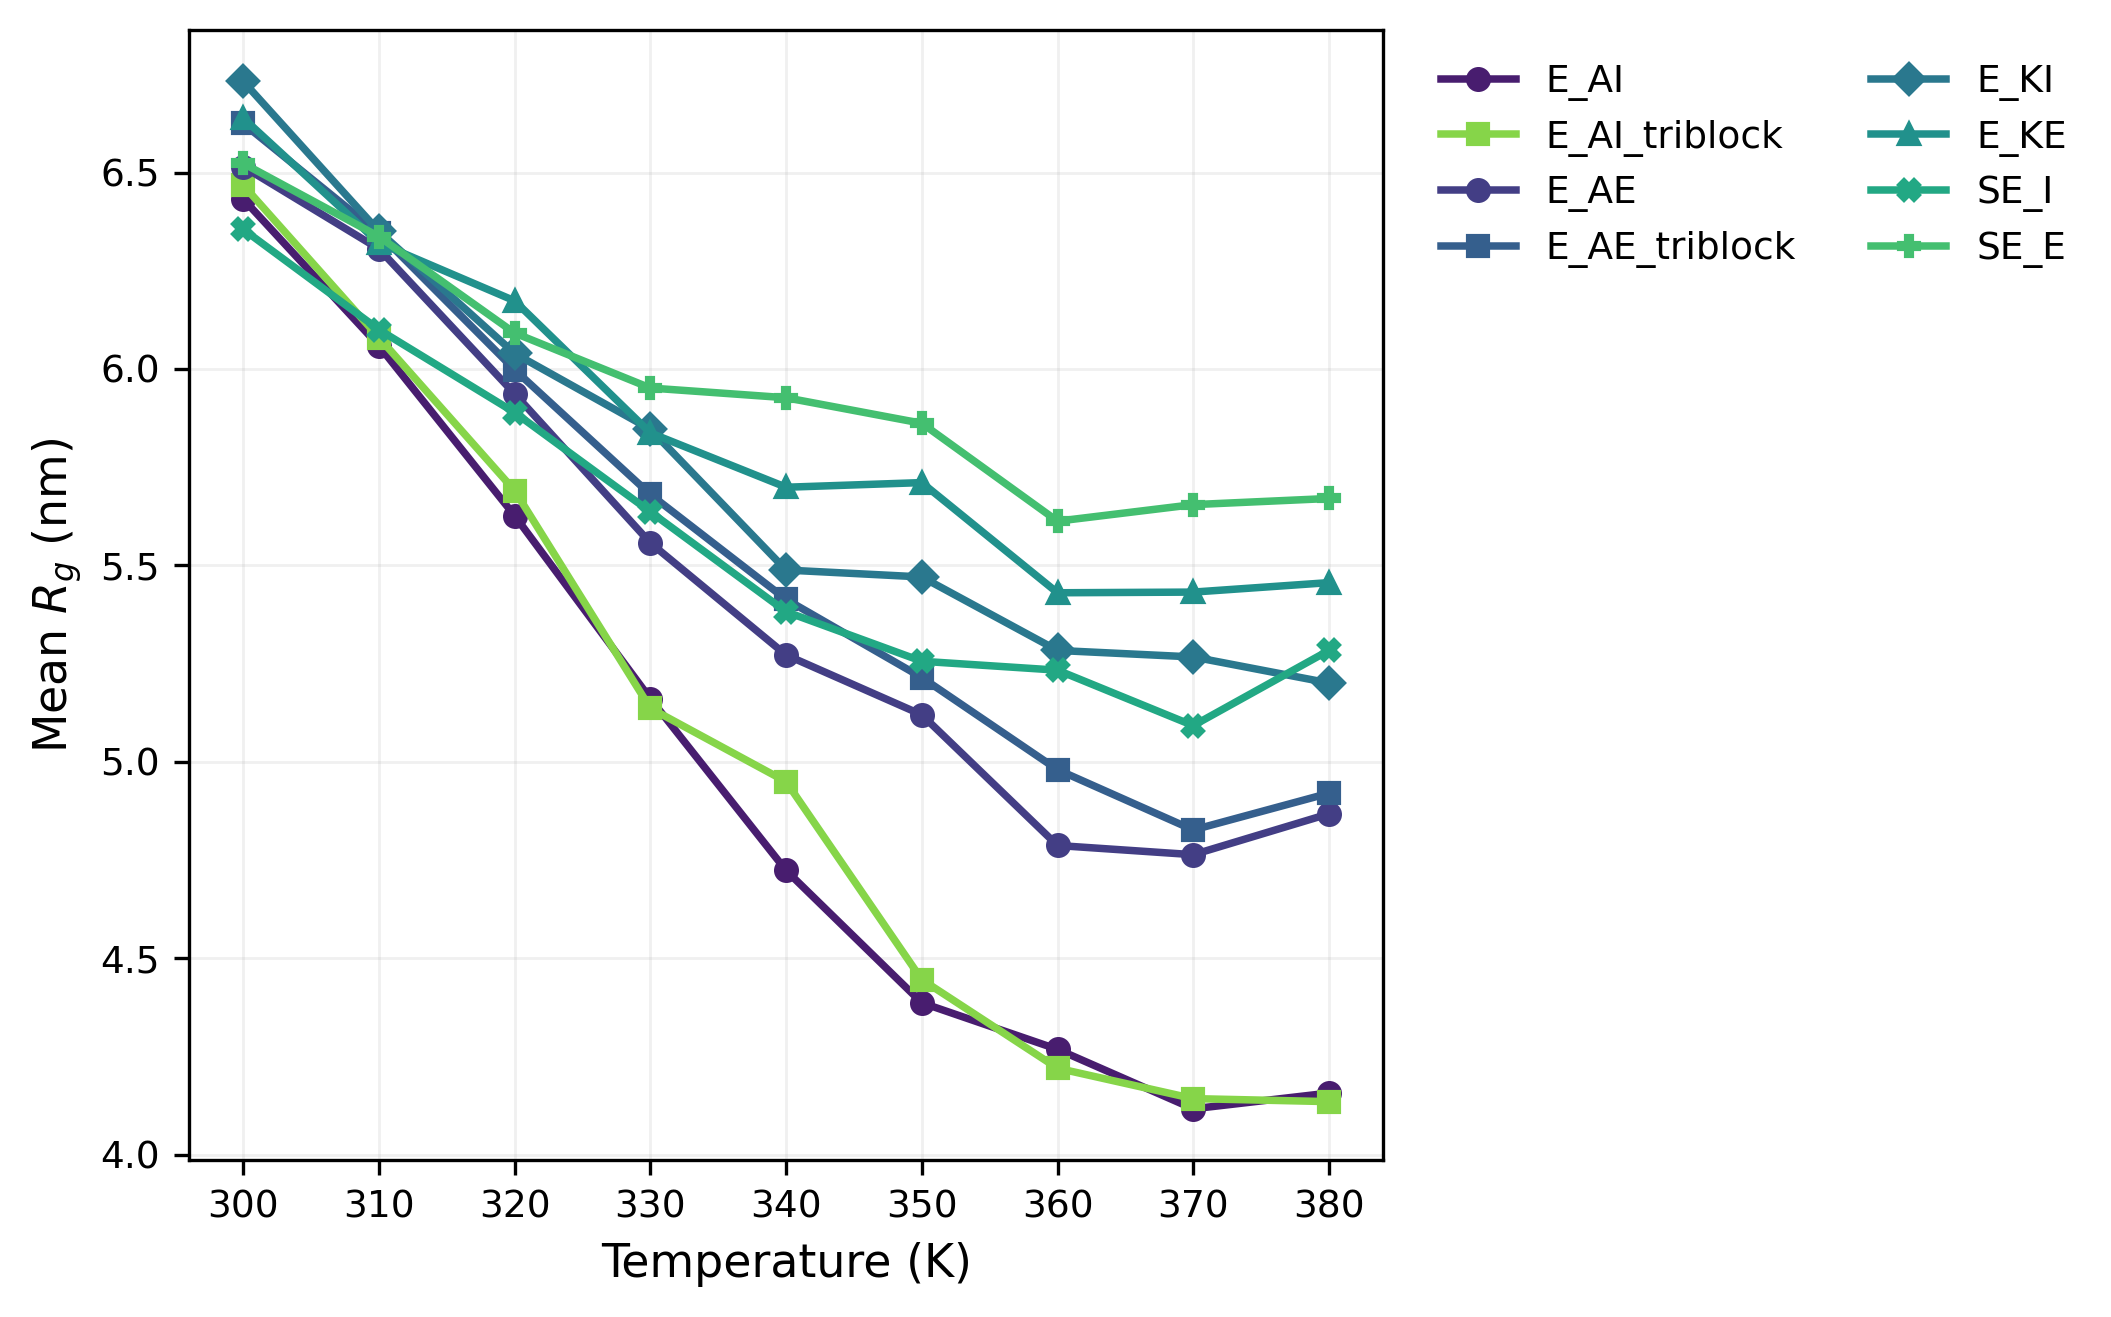 Mean R_g (nm)
6.5
6.0
5.5
5.0
4.5
4.0
300 310 320 330 340 350 360 370 380
Temperature (K)
E_AI
E_AI_triblock
E_AE
E_AE_triblock
E_KI
E_KE
SE_I
SE_E